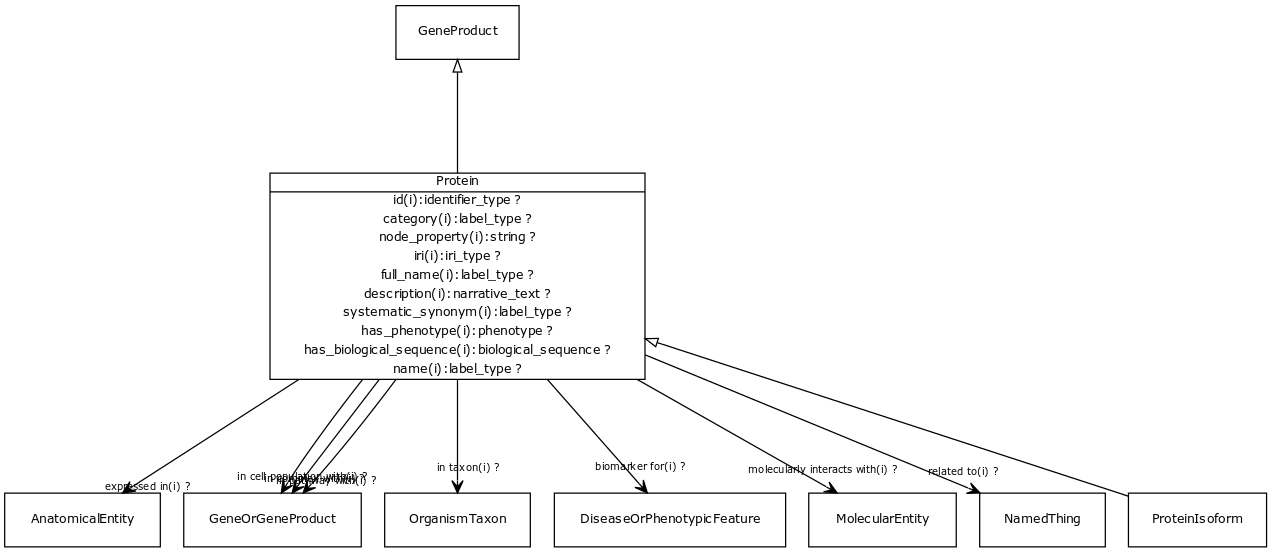 GeneProduct
Protein
id(i):identifier_type ?
category(i):label_type ?
node_property(i):string ?
iri(i):iri_type ?
full_name(i):label_type ?
description(i):narrative_text ?
systematic_synonym(i):label_type ?
has_phenotype(i):phenotype ?
has_biological_sequence(i):biological_sequence ?
name(i):label_type ?
expressed in(i) ?
in cell population with(i) ?
in taxon(i) ?
biomarker for(i) ?
molecularly interacts with(i) ?
related to(i) ?
AnatomicalEntity
GeneOrGeneProduct
OrganismTaxon
DiseaseOrPhenotypicFeature
MolecularEntity
NamedThing
ProteinIsoform